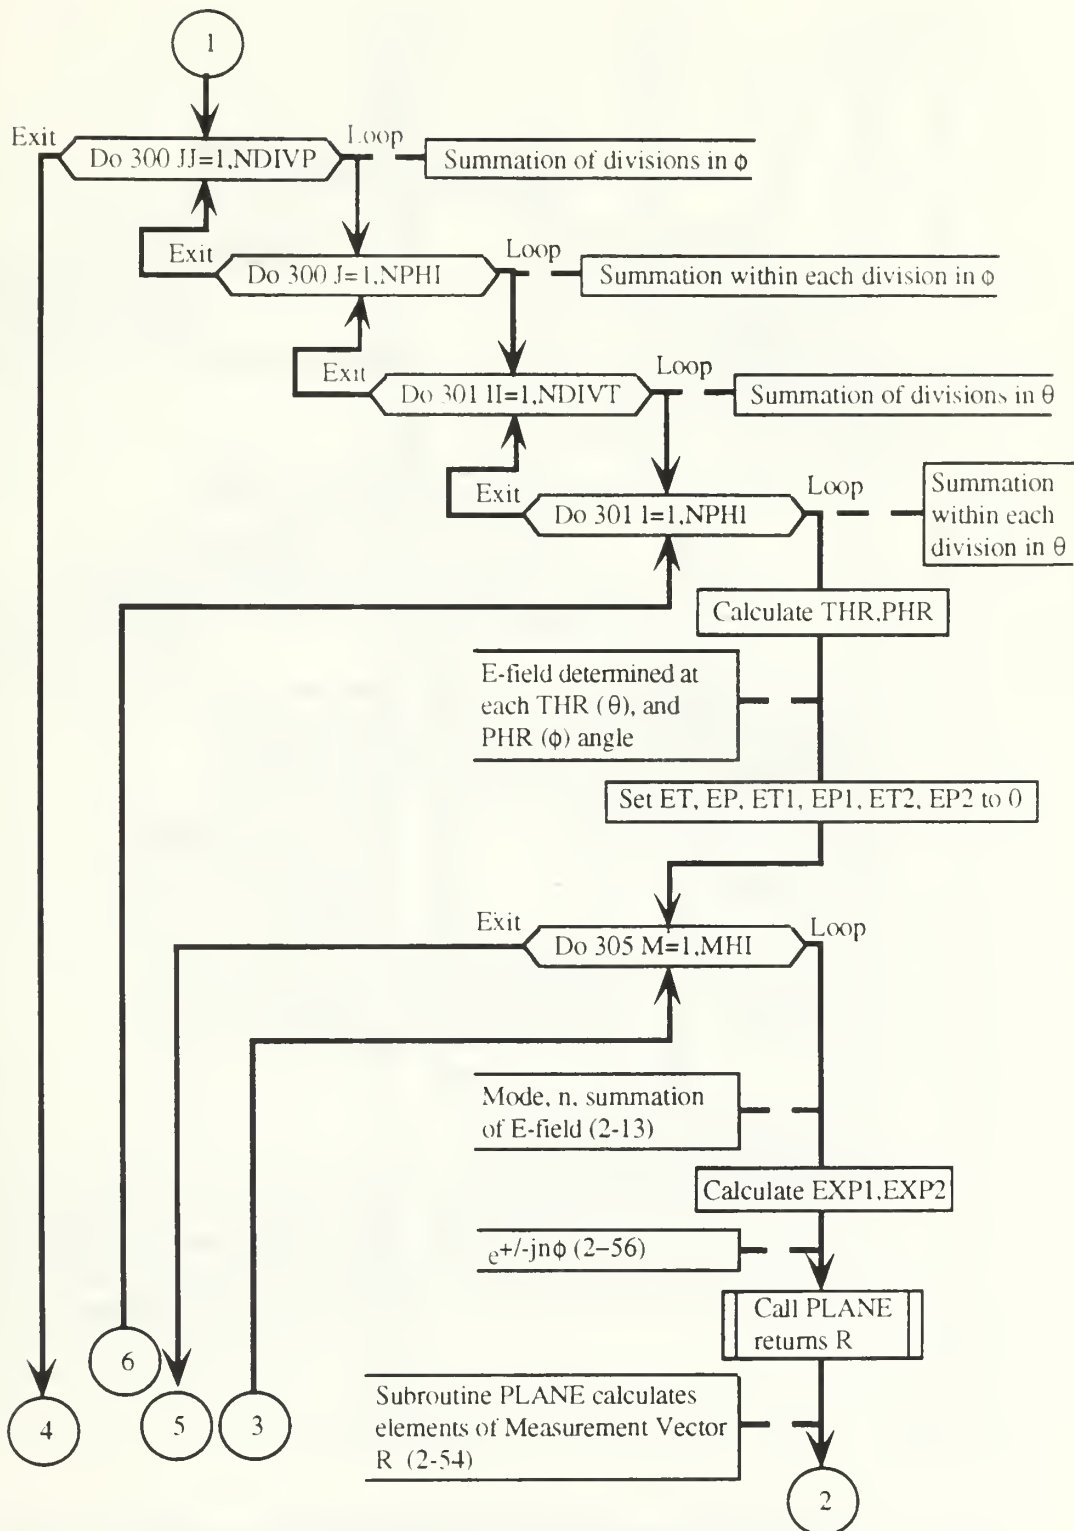 1
Exit
Do 300 JJ=1,NDIVP
Loop
Summation of divisions in ϕ
Exit
Do 300 J=1,NPHI
Loop
Summation within each division in ϕ
Exit
Do 301 II=1,NDIVT
Loop
Summation of divisions in θ
Exit
Do 301 I=1,NPHI
Loop
Summation
within each
division in θ
Calculate THR,PHR
E-field determined at
each THR (θ), and
PHR (ϕ) angle
Set ET, EP, ET1, EP1, ET2, EP2 to 0
Exit
Do 305 M=1,MHI
Loop
Mode, n, summation
of E-field (2-13)
Calculate EXP1,EXP2
e+/-jnϕ (2-56)
Call PLANE
returns R
Subroutine PLANE calculates
elements of Measurement Vector
R (2-54)
4
6
5
3
2